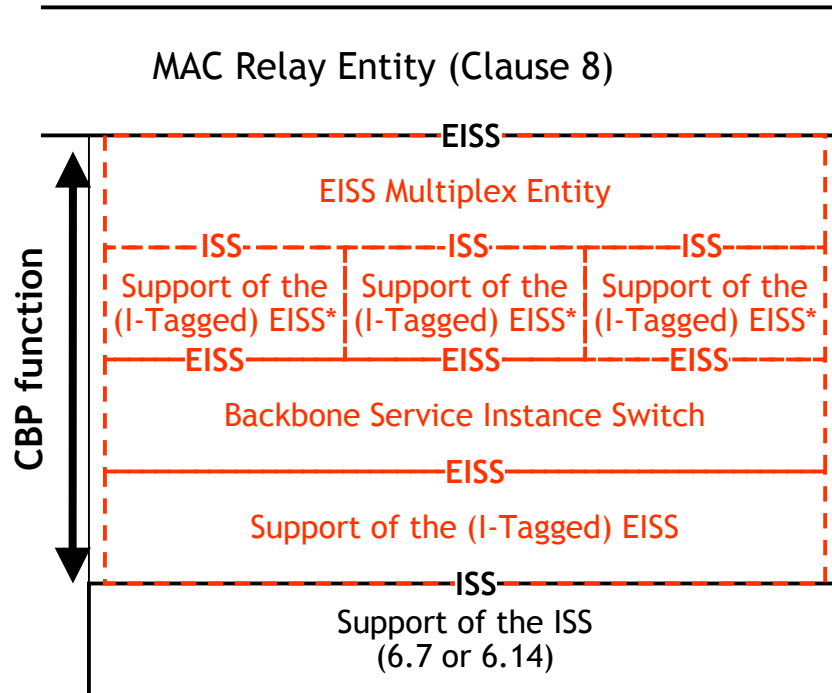 MAC Relay Entity (Clause 8)
EISS
EISS Multiplex Entity
ISS ISS ISS
Support of the Support of the Support of the
(I-Tagged) EISS* (I-Tagged) EISS* (I-Tagged) EISS*
EISS EISS EISS
Backbone Service Instance Switch
EISS
Support of the (I-Tagged) EISS
ISS
Support of the ISS
(6.7 or 6.14)
CBP function